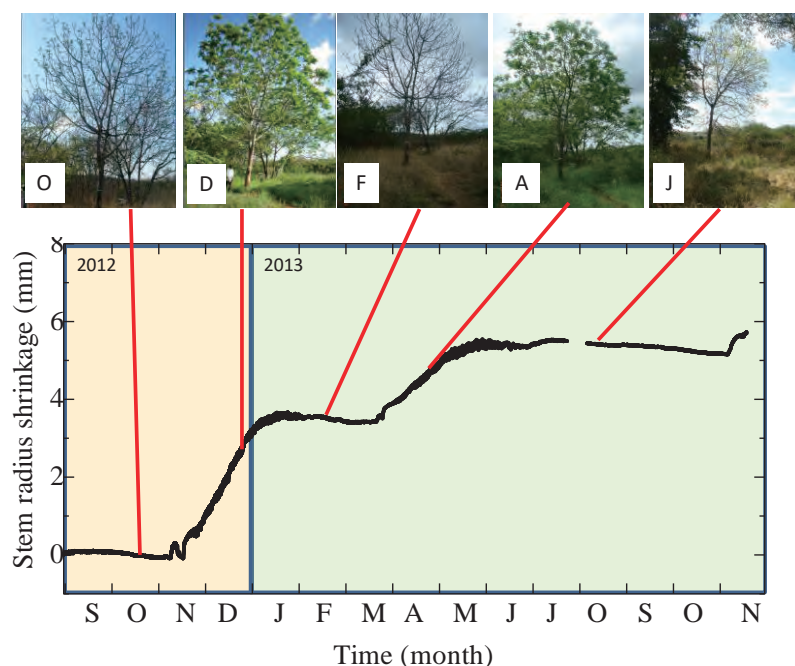 O D F A J
8
2012 2013
6
4
2
0
Stem radius shrinkage (mm)
S O N D J F M A M J J O S O N
Time (month)